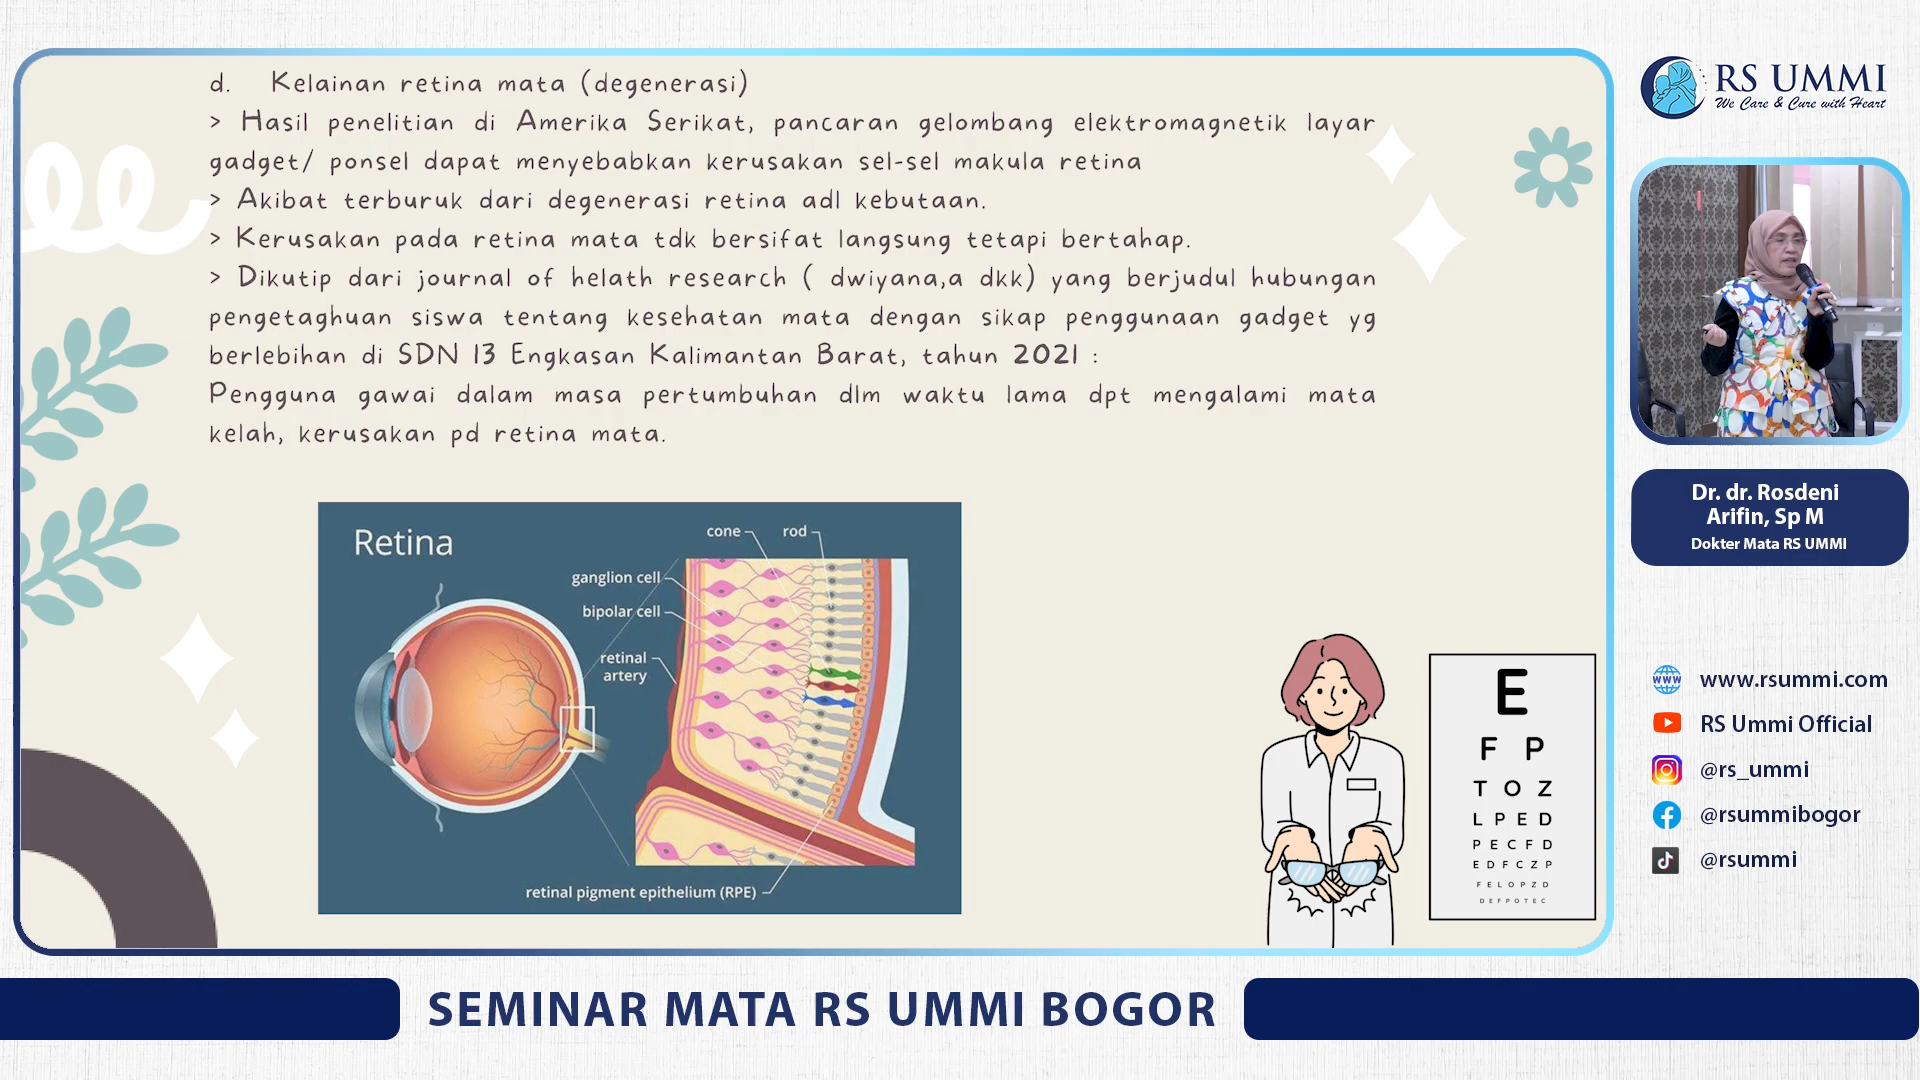 d. Kelainan retina mata (degenerasi)
> Hasil penelitian di Amerika Serikat, pancaran gelombang elektromagnetik layar
gadget/ ponsel dapat menyebabkan kerusakan sel-sel makula retina
> Akibat terburuk dari degenerasi retina adl kebutaan.
> Kerusakan pada retina mata tdk bersifat langsung tetapi bertahap.
> Dikutip dari journal of helath research ( dwiyana,a dkk) yang berjudul hubungan
pengetaghuan siswa tentang kesehatan mata dengan sikap penggunaan gadget yg
berlebihan di SDN 13 Engkasan Kalimantan Barat, tahun 2021 :
Pengguna gawai dalam masa pertumbuhan dlm waktu lama dpt mengalami mata
kelah, kerusakan pd retina mata.
Retina
cone
rod
ganglion cell
bipolar cell
retinal
artery
retinal pigment epithelium (RPE)
E
F P
T O Z
L P E D
P E C F D
E D F C Z P
F E L O P Z D
D E F P O T E C
RS UMMI
We Care & Cure with Heart
Dr. dr. Rosdeni
Arifin, Sp M
Dokter Mata RS UMMI
www
www.rsummi.com
RS Ummi Official
@rs_ummi
@rsummibogor
@rsummi
SEMINAR MATA RS UMMI BOGOR